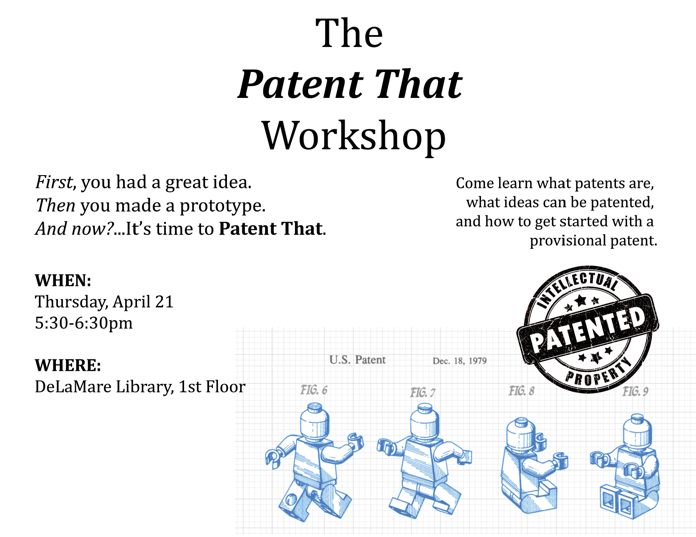 The
Patent That
Workshop
First, you had a great idea.
Then you made a prototype.
And now?...It's time to Patent That.
Come learn what patents are,
what ideas can be patented,
and how to get started with a
provisional patent.
WHEN:
Thursday, April 21
5:30-6:30pm
WHERE:
DeLaMare Library, 1st Floor
INTELLECTUAL
PATENTED
PROPERTY
U.S. Patent Dec. 18, 1979
FIG. 6 FIG. 7 FIG. 8 FIG. 9